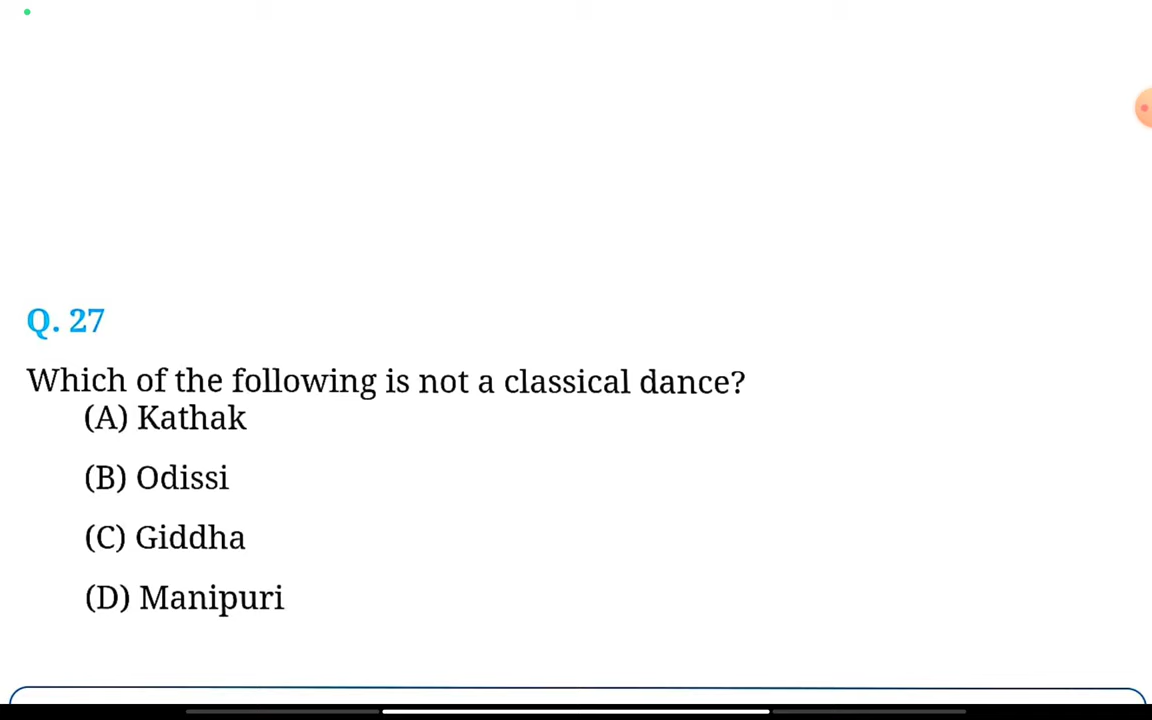 Q. 27
Which of the following is not a classical dance?
(A) Kathak
(B) Odissi
(C) Giddha
(D) Manipuri